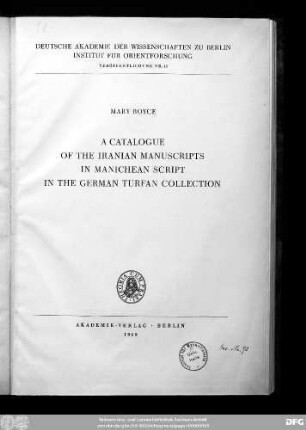 DEUTSCHE AKADEMIE DER WISSENSCHAFTEN ZU BERLIN
INSTITUT FÜR ORIENTFORSCHUNG
MARY BOYCE
A CATALOGUE
OF THE IRANIAN MANUSCRIPTS
IN MANICHEAN SCRIPT
IN THE GERMAN TURFAN COLLECTION
AKADEMIE-VERLAG · BERLIN
1960
DFG